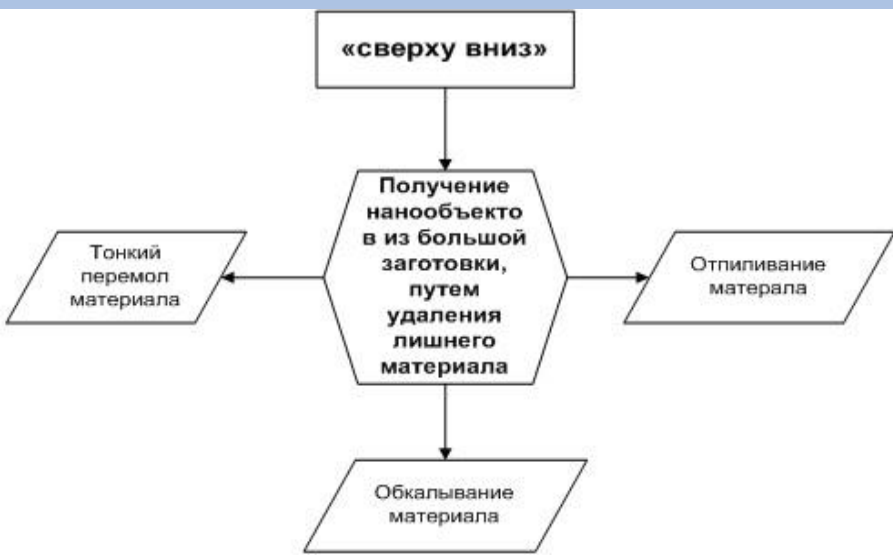 «сверху вниз»
Получение
нанообъекто
в из большой
заготовки,
путем
удаления
лишнего
материала
Тонкий
перемол
материала
Отпиливание
матерала
Обкалывание
материала